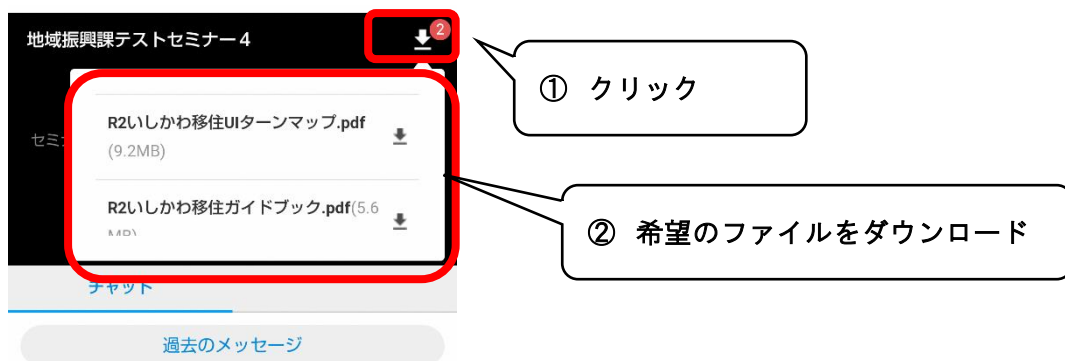 地域振興課テストセミナー４
2
① クリック
R2いしかわ移住UIターンマップ.pdf
(9.2MB)
セミ
R2いしかわ移住ガイドブック.pdf(5.6
MB)
② 希望のファイルをダウンロード
チャット
過去のメッセージ